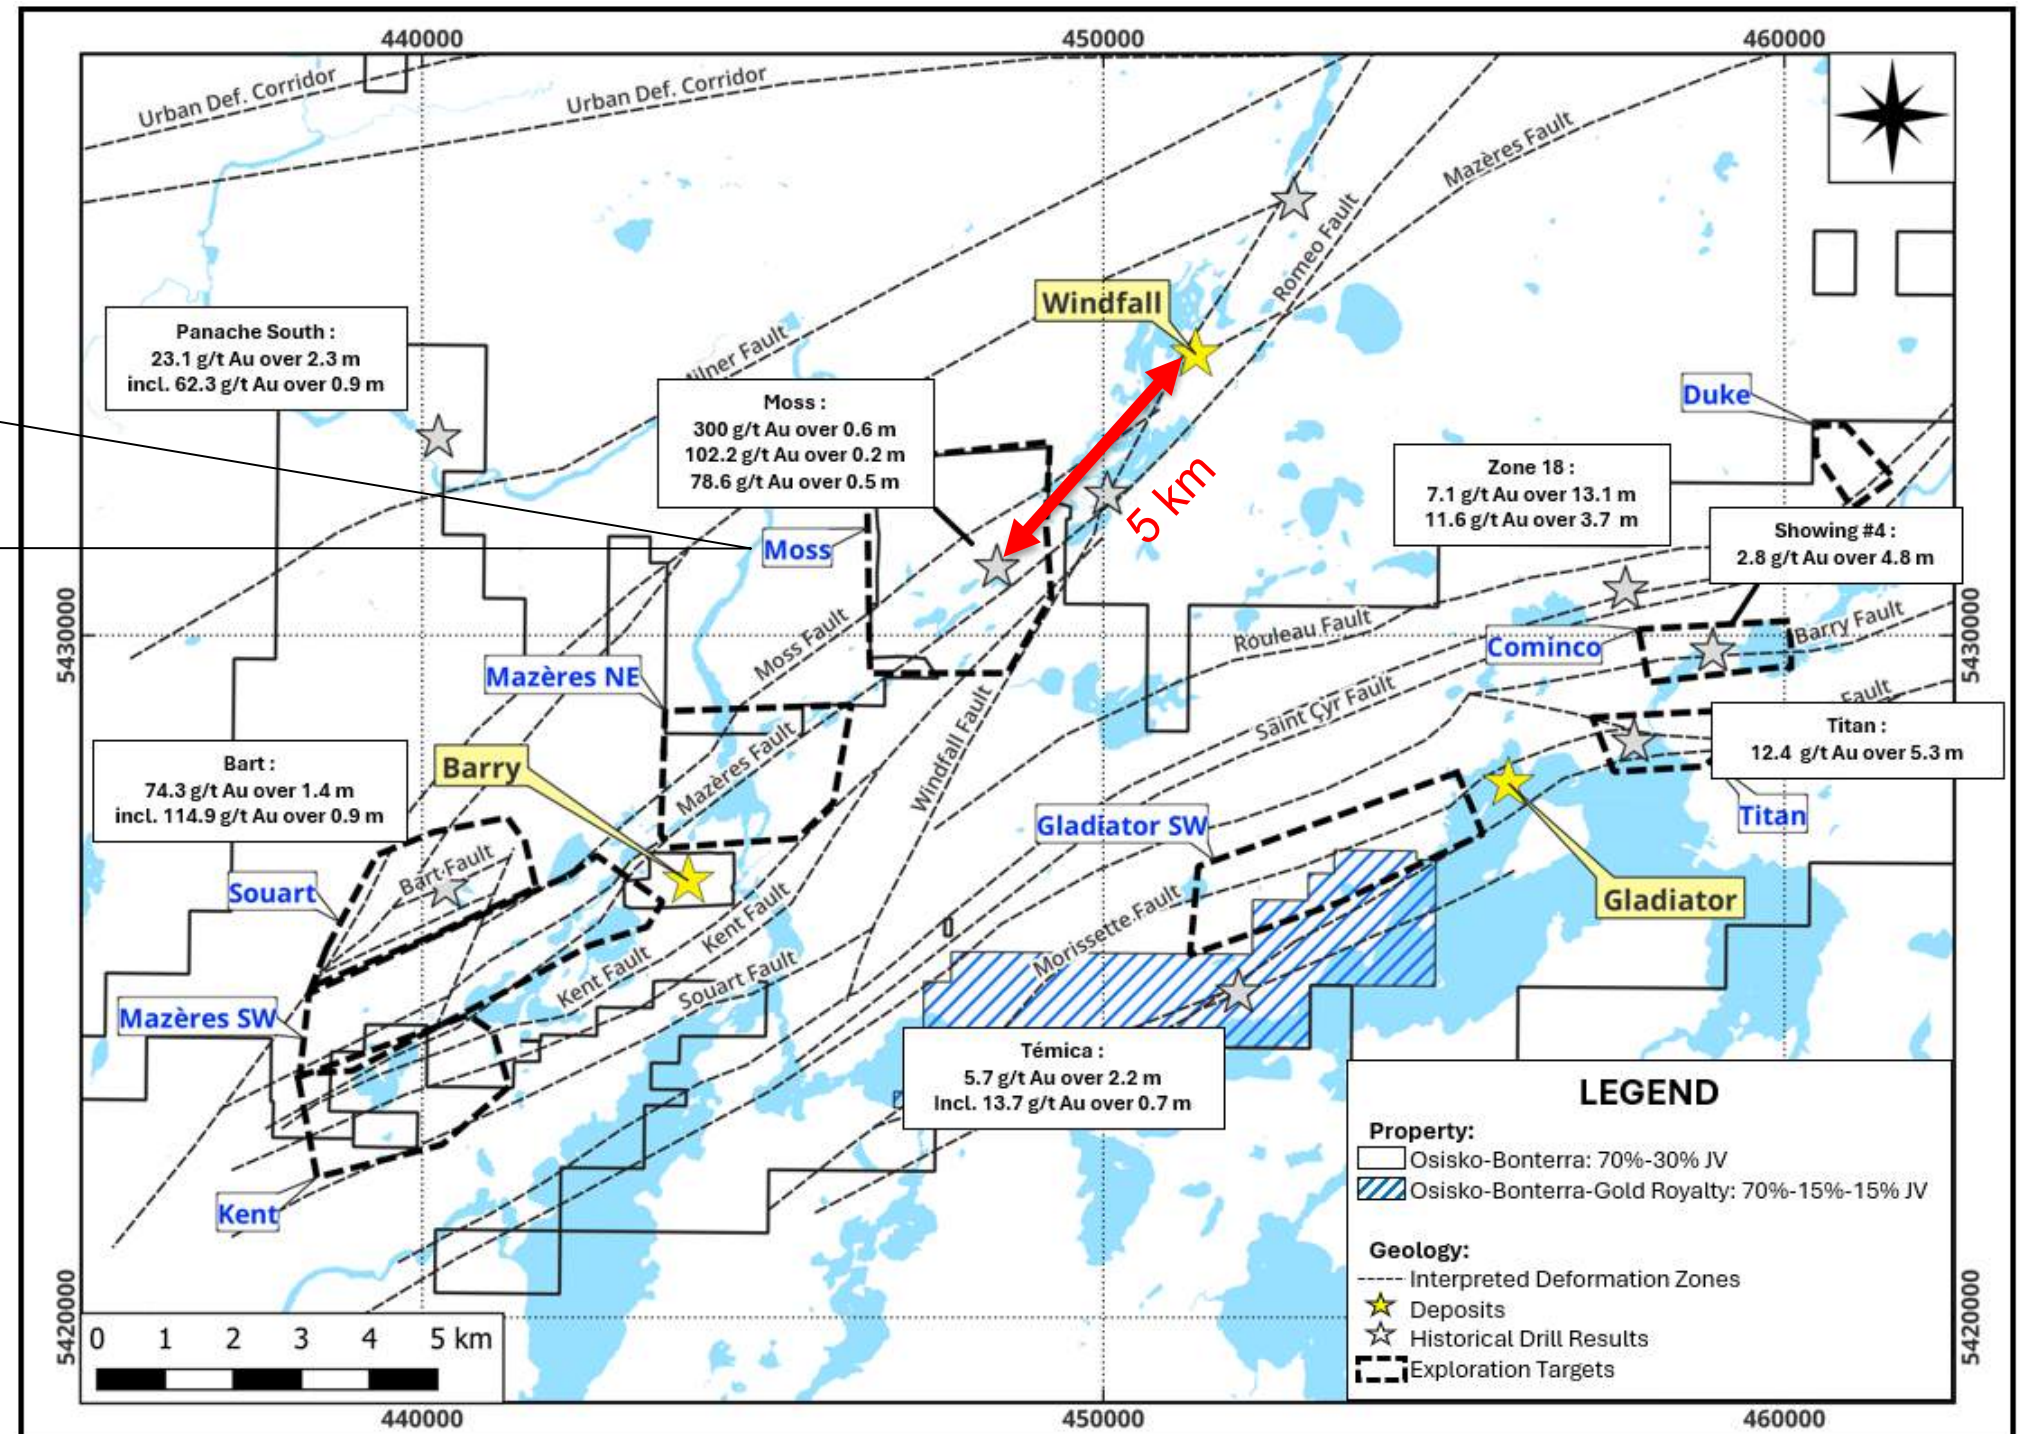 440000
450000
460000
Urban Def. Corridor
Urban Def. Corridor
Mazères Fault
Romeo Fault
Windfall
Panache South :
23.1 g/t Au over 2.3 m
incl. 62.3 g/t Au over 0.9 m
Milner Fault
Moss :
300 g/t Au over 0.6 m
102.2 g/t Au over 0.2 m
78.6 g/t Au over 0.5 m
Duke
5 km
Zone 18 :
7.1 g/t Au over 13.1 m
11.6 g/t Au over 3.7 m
Showing #4 :
2.8 g/t Au over 4.8 m
Moss
5430000
5430000
Moss Fault
Rouleau Fault
Barry Fault
Cominco
Mazères NE
Saint Cyr Fault
Fault
Titan :
12.4 g/t Au over 5.3 m
Bart :
74.3 g/t Au over 1.4 m
incl. 114.9 g/t Au over 0.9 m
Barry
Mazères Fault
Windfall Fault
Gladiator SW
Titan
Bart Fault
Souart
Gladiator
Kent Fault
Kent Fault
Souart Fault
Morissette Fault
Mazères SW
Témica :
5.7 g/t Au over 2.2 m
Incl. 13.7 g/t Au over 0.7 m
Kent
LEGEND
Property:
Osisko-Bonterra: 70%-30% JV
Osisko-Bonterra-Gold Royalty: 70%-15%-15% JV
Geology:
Interpreted Deformation Zones
Deposits
Historical Drill Results
Exploration Targets
5420000
5420000
0 1 2 3 4 5 km
440000
450000
460000